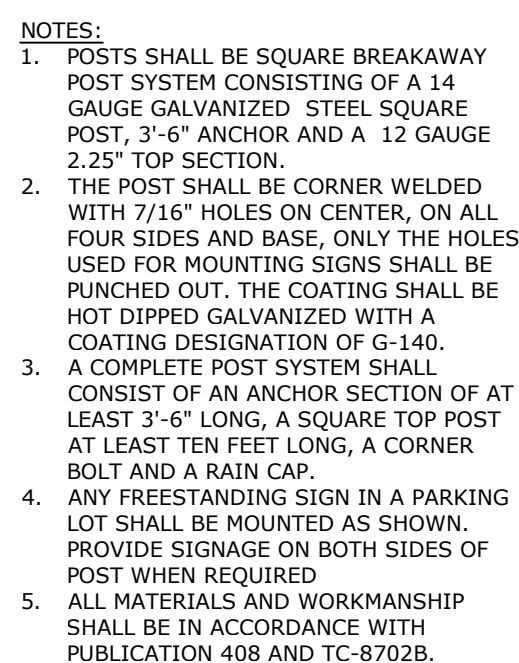 NOTES:
1. POSTS SHALL BE SQUARE BREAKAWAY
POST SYSTEM CONSISTING OF A 14
GAUGE GALVANIZED STEEL SQUARE
POST, 3'-6" ANCHOR AND A 12 GAUGE
2.25" TOP SECTION.
2. THE POST SHALL BE CORNER WELDED
WITH 7/16" HOLES ON CENTER, ON ALL
FOUR SIDES AND BASE, ONLY THE HOLES
USED FOR MOUNTING SIGNS SHALL BE
PUNCHED OUT. THE COATING SHALL BE
HOT DIPPED GALVANIZED WITH A
COATING DESIGNATION OF G-140.
3. A COMPLETE POST SYSTEM SHALL
CONSIST OF AN ANCHOR SECTION OF AT
LEAST 3'-6" LONG, A SQUARE TOP POST
AT LEAST TEN FEET LONG, A CORNER
BOLT AND A RAIN CAP.
4. ANY FREESTANDING SIGN IN A PARKING
LOT SHALL BE MOUNTED AS SHOWN.
PROVIDE SIGNAGE ON BOTH SIDES OF
POST WHEN REQUIRED
5. ALL MATERIALS AND WORKMANSHIP
SHALL BE IN ACCORDANCE WITH
PUBLICATION 408 AND TC-8702B.